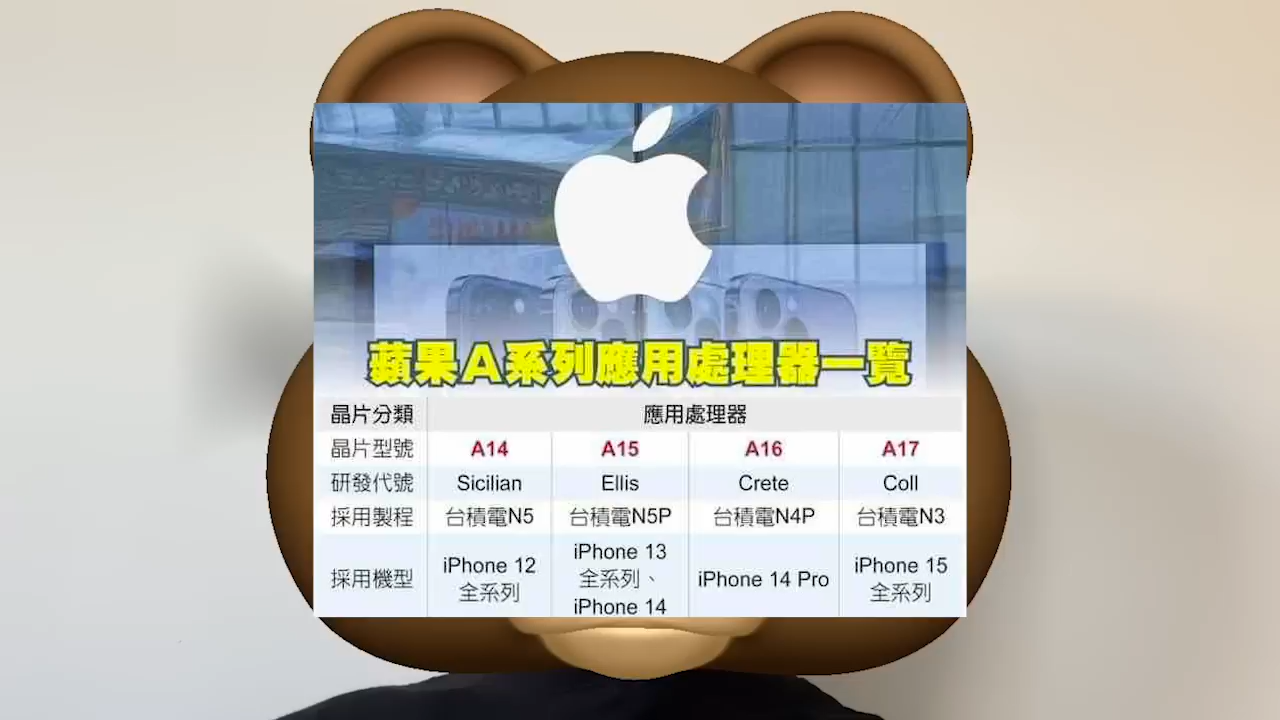 蘋果A系列應用處理器一覽
晶片分類 應用處理器
晶片型號 A14 A15 A16 A17
研發代號 Sicilian Ellis Crete Coll
採用製程 台積電N5 台積電N5P 台積電N4P 台積電N3
採用機型 iPhone 12 全系列 iPhone 13 全系列、 iPhone 14 iPhone 14 Pro iPhone 15 全系列